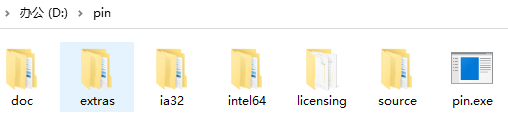 办公 (D:) > pin
doc extras ia32 intel64 licensing source pin.exe